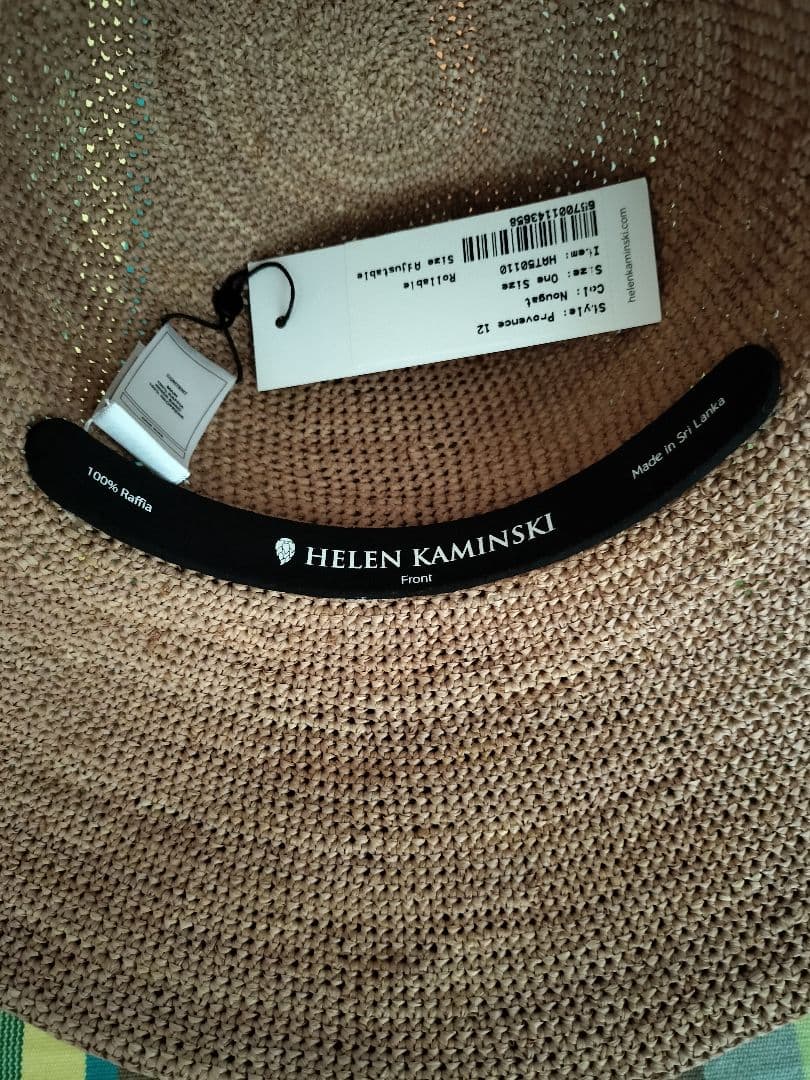 Style: Provence 12
Col: Nougat
Size: One Size
Item: HAT50110
Rollable
Size Adjustable
helenkaminski.com
100% Raffia
HELEN KAMINSKI
Front
Made in Sri Lanka